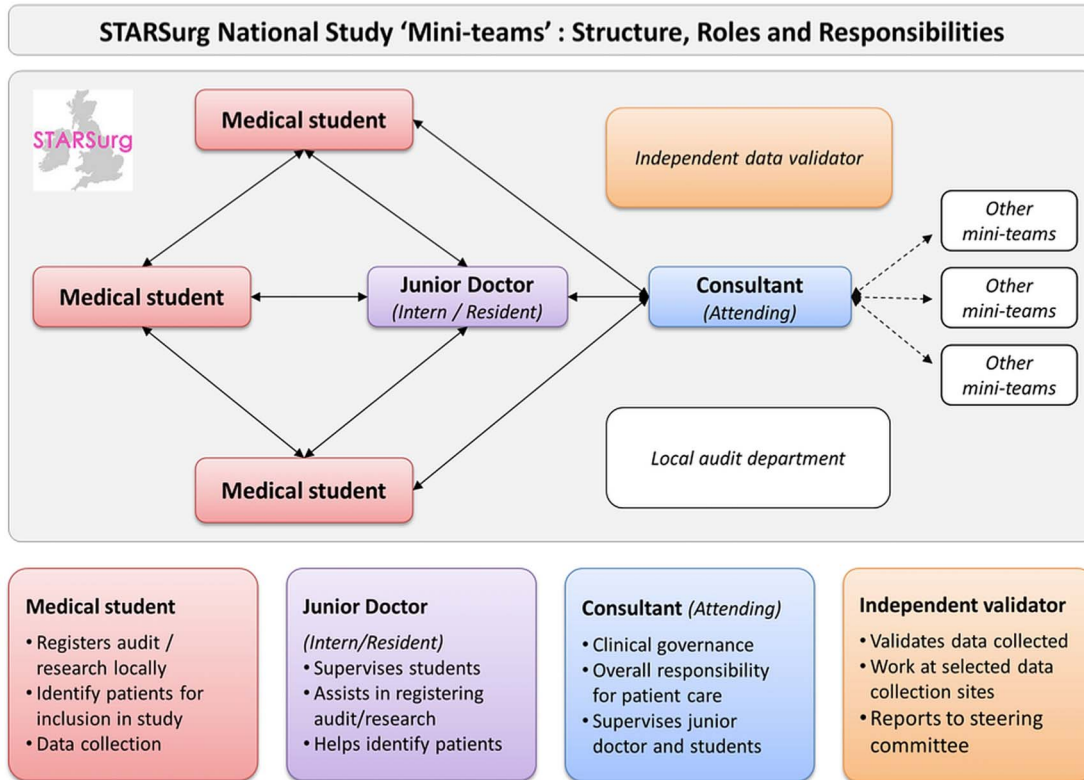 STARSurg National Study ‘Mini-teams’ : Structure, Roles and Responsibilities
STARSurg
Medical student
Independent data validator
Other
mini-teams
Medical student
Junior Doctor
(Intern / Resident)
Consultant
(Attending)
Other
mini-teams
Other
mini-teams
Local audit department
Medical student
Medical student
• Registers audit /
research locally
• Identify patients for
inclusion in study
• Data collection
Junior Doctor
(Intern/Resident)
• Supervises students
• Assists in registering
audit/research
• Helps identify patients
Consultant (Attending)
• Clinical governance
• Overall responsibility
for patient care
• Supervises junior
doctor and students
Independent validator
• Validates data collected
• Work at selected data
collection sites
• Reports to steering
committee